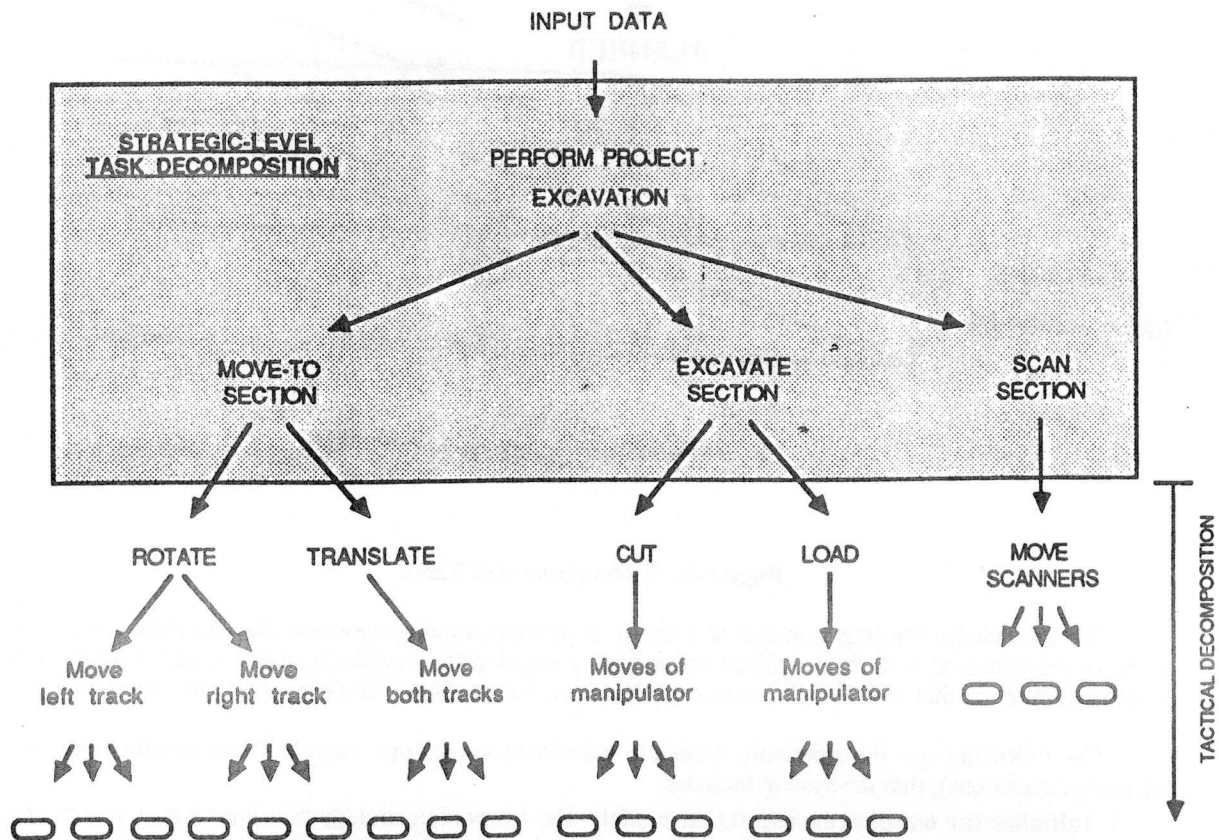 INPUT DATA
STRATEGIC-LEVEL
TASK DECOMPOSITION
PERFORM PROJECT
EXCAVATION
MOVE-TO
SECTION
EXCAVATE
SECTION
SCAN
SECTION
ROTATE
TRANSLATE
CUT
LOAD
MOVE
SCANNERS
Move
left track
Move
right track
Move
both tracks
Moves of
manipulator
Moves of
manipulator
TACTICAL DECOMPOSITION